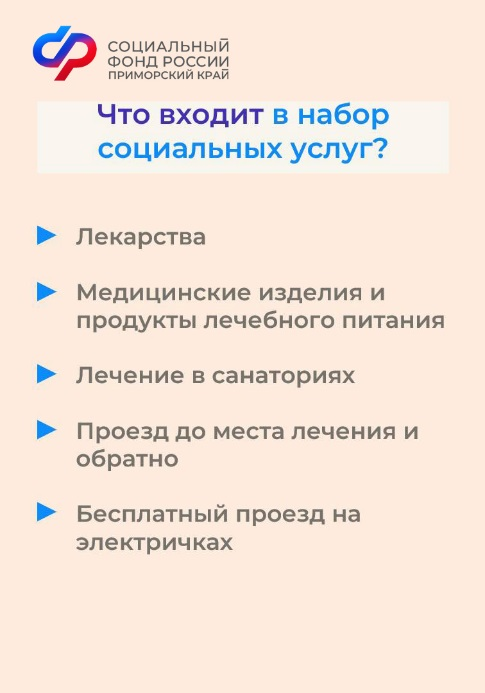 СОЦИАЛЬНЫЙ
ФОНД РОССИИ
ПРИМОРСКИЙ КРАЙ
Что входит в набор
социальных услуг?
Лекарства
Медицинские изделия и
продукты лечебного питания
Лечение в санаториях
Проезд до места лечения и
обратно
Бесплатный проезд на
электричках